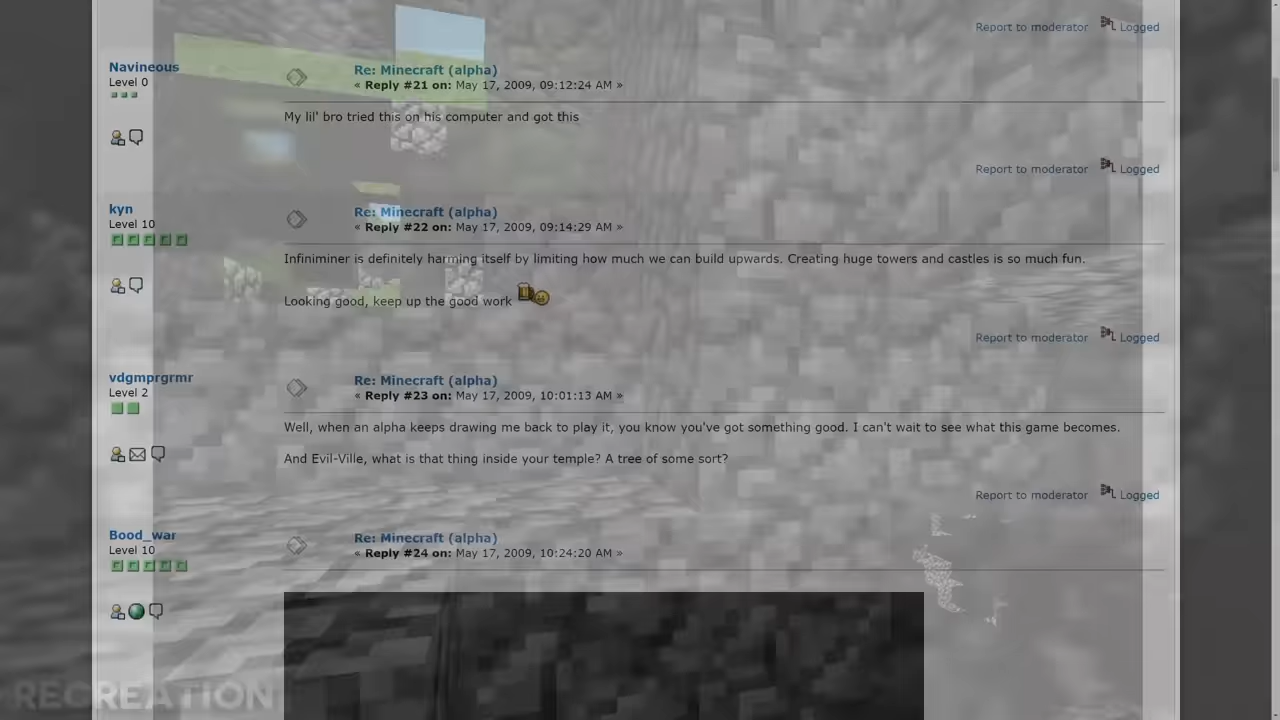 Report to moderator Logged
Navineous
Level 0
Re: Minecraft (alpha)
« Reply #21 on: May 17, 2009, 09:12:24 AM »
My lil' bro tried this on his computer and got this
Report to moderator Logged
kyn
Level 10
Re: Minecraft (alpha)
« Reply #22 on: May 17, 2009, 09:14:29 AM »
Infiniminer is definitely harming itself by limiting how much we can build upwards. Creating huge towers and castles is so much fun.
Looking good, keep up the good work
Report to moderator Logged
vdgmprgrmr
Level 2
Re: Minecraft (alpha)
« Reply #23 on: May 17, 2009, 10:01:13 AM »
Well, when an alpha keeps drawing me back to play it, you know you've got something good. I can't wait to see what this game becomes.
And Evil-Ville, what is that thing inside your temple? A tree of some sort?
Report to moderator Logged
Bood_war
Level 10
Re: Minecraft (alpha)
« Reply #24 on: May 17, 2009, 10:24:20 AM »
RECREATION